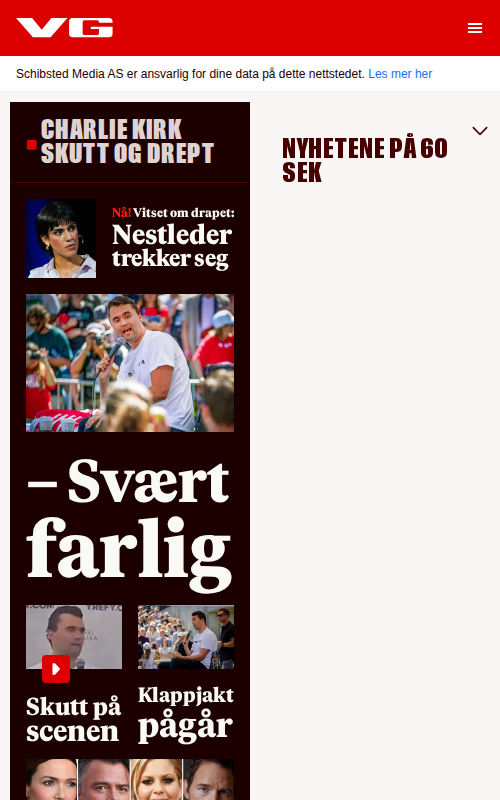 VG
Schibsted Media AS er ansvarlig for dine data på dette nettstedet. Les mer her
CHARLIE KIRK
SKUTT OG DREPT
Nå! Vitset om drapet:
Nestleder
trekker seg
– Svært
farlig
Skutt på
scenen
Klappjakt
pågår
NYHETENE PÅ 60
SEK